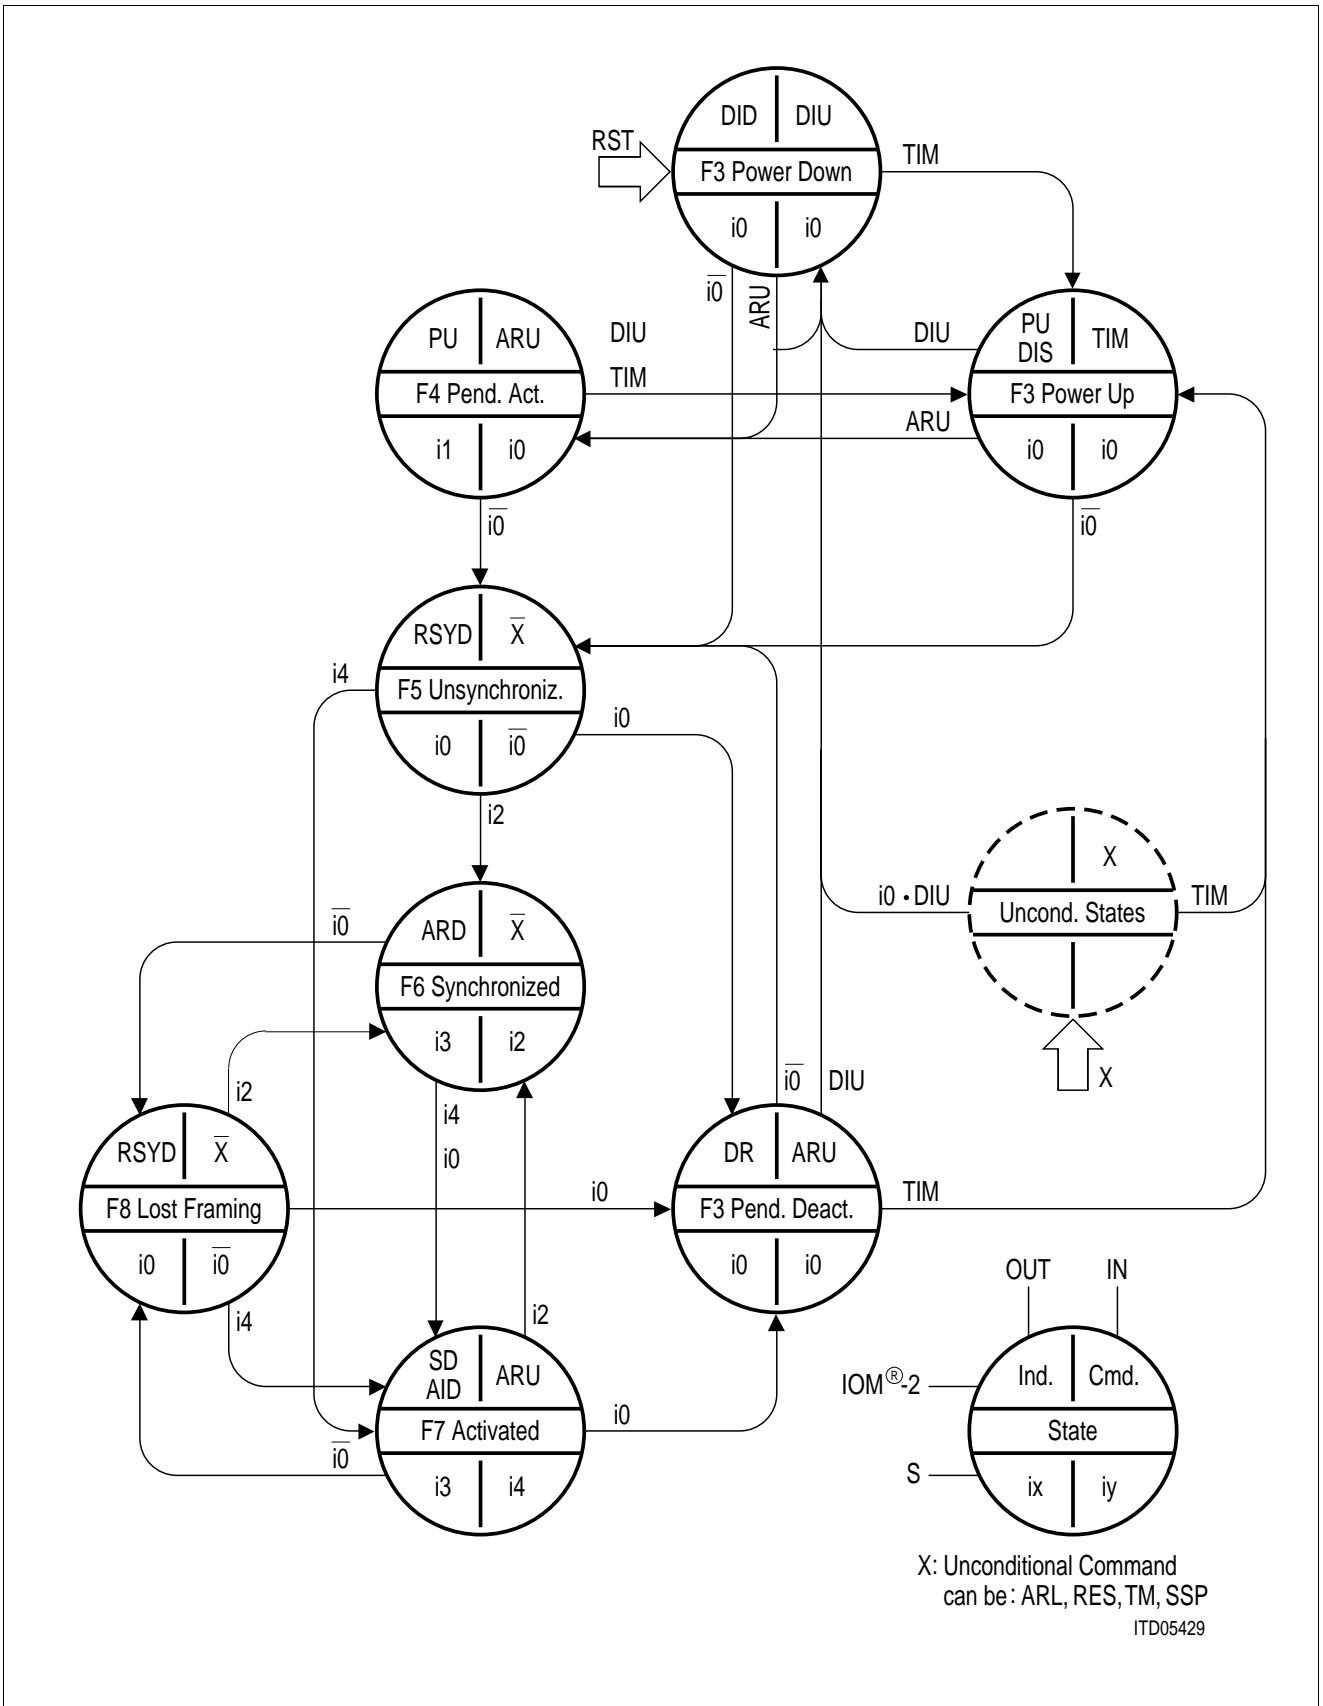 DID DIU
RST
F3 Power Down
TIM
i0 i0
i0
ARU
PU ARU
F4 Pend. Act.
i1 i0
DIU
TIM
DIU
ARU
PU
DIS
TIM
F3 Power Up
i0 i0
i0
i0
RSYD X
F5 Unsynchroniz.
i0 i0
i4
i0
i2
X
Uncond. States
i0 • DIU
TIM
X
i0
ARD X
F6 Synchronized
i3 i2
i2
i4
i0
i0 DIU
RSYD X
F8 Lost Framing
i0 i0
i0
DR ARU
F3 Pend. Deact.
i0 i0
TIM
i4
i2
SD
AID
ARU
F7 Activated
i3 i4
i0
i0
OUT IN
IOM®-2
Ind. Cmd.
State
S
ix iy
X: Unconditional Command
can be: ARL, RES, TM, SSP
ITD05429